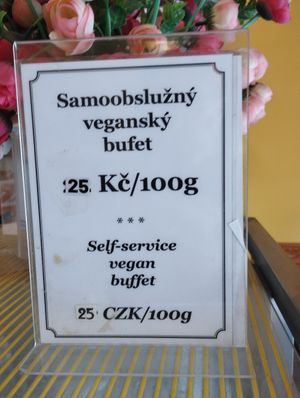 Samoobslužný
veganský
bufet
25 Kč/100g
* * *
Self-service
vegan
buffet
25 CZK/100g